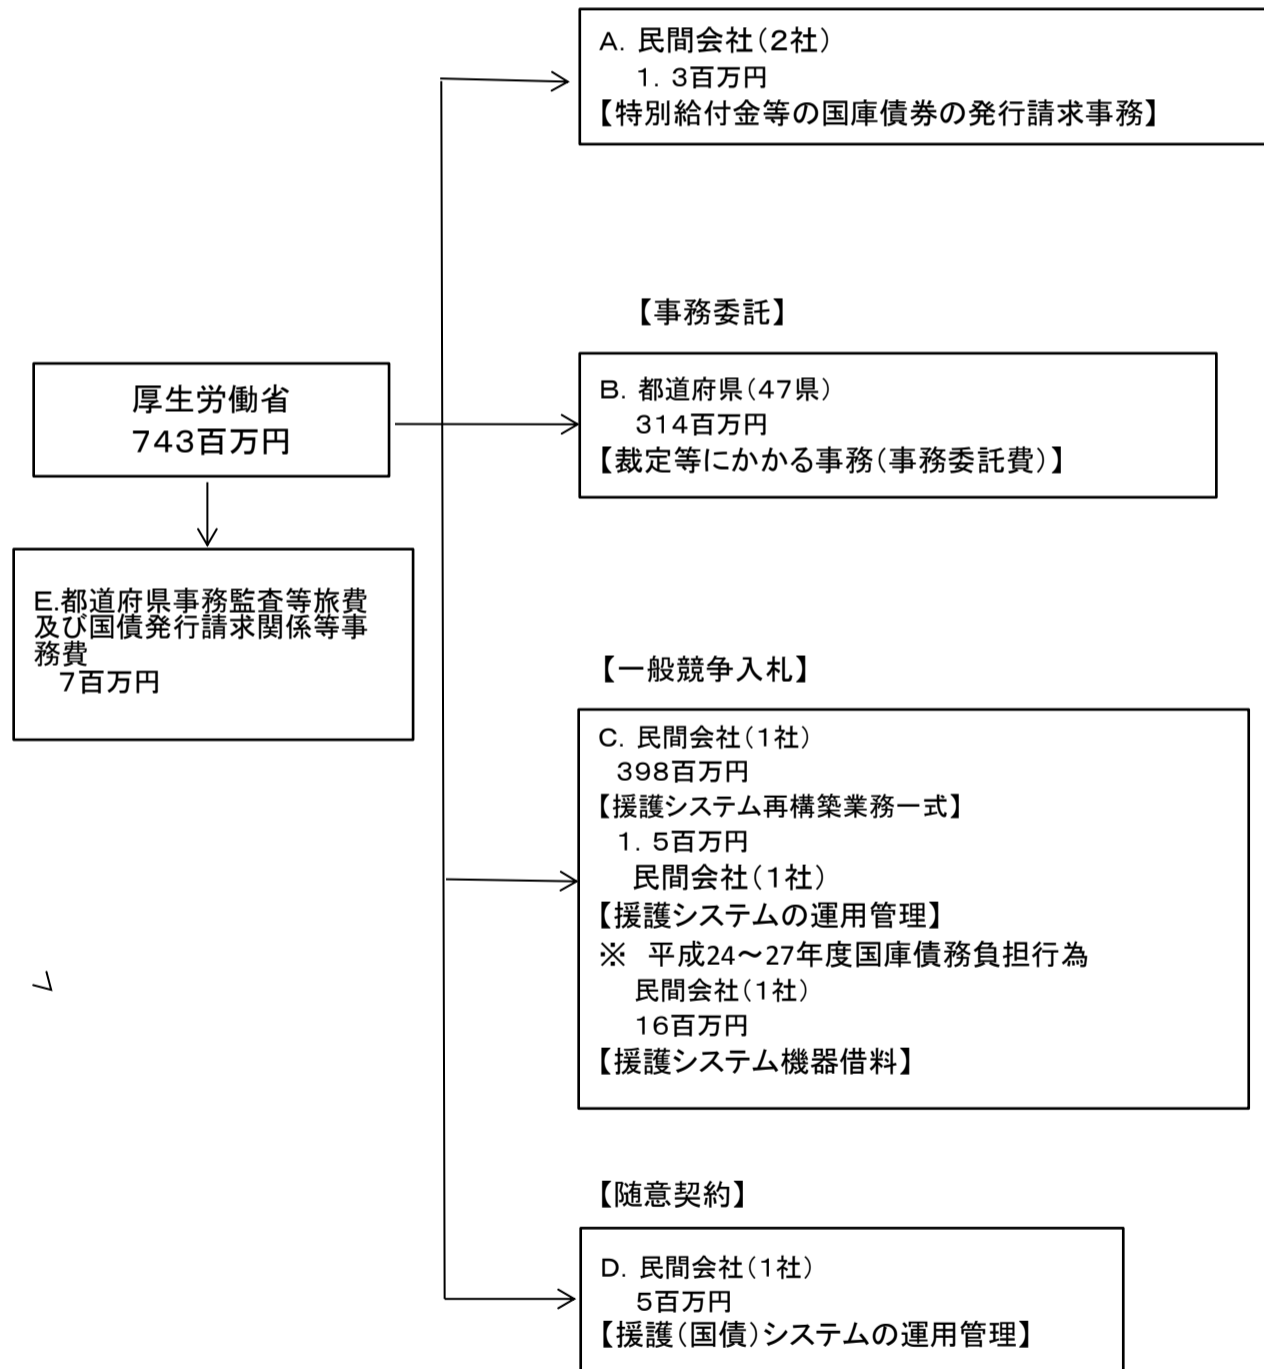 A. 民間会社(2社)
1. 3百万円
【特別給付金等の国庫債券の発行請求事務】
【事務委託】
厚生労働省
743百万円
B. 都道府県(47県)
314百万円
【裁定等にかかる事務(事務委託費)】
E.都道府県事務監査等旅費
及び国債発行請求関係等事
務費
7百万円
【一般競争入札】
C. 民間会社(1社)
398百万円
【援護システム再構築業務一式】
1. 5百万円
民間会社(1社)
【援護システムの運用管理】
※ 平成24～27年度国庫債務負担行為
民間会社(1社)
16百万円
【援護システム機器借料】
【随意契約】
D. 民間会社(1社)
5百万円
【援護(国債)システムの運用管理】